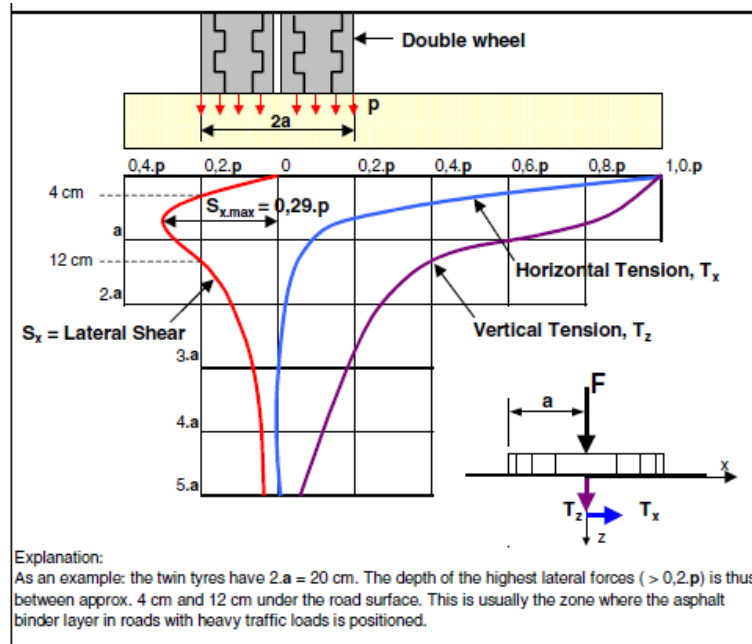 Double wheel
p
2a
0,4.p 0,2.p 0 0,2.p 0,4.p 0,6.p 0,8.p 1,0.p
4 cm
Sx.max = 0,29.p
a
12 cm
Horizontal Tension, Tx
2.a
Sx = Lateral Shear
Vertical Tension, Tz
3.a
F
a
4.a
x
5.a
Tz Tx
z
Explanation:
As an example: the twin tyres have 2.a = 20 cm. The depth of the highest lateral forces ( > 0,2.p) is thus
between approx. 4 cm and 12 cm under the road surface. This is usually the zone where the asphalt
binder layer in roads with heavy traffic loads is positioned.